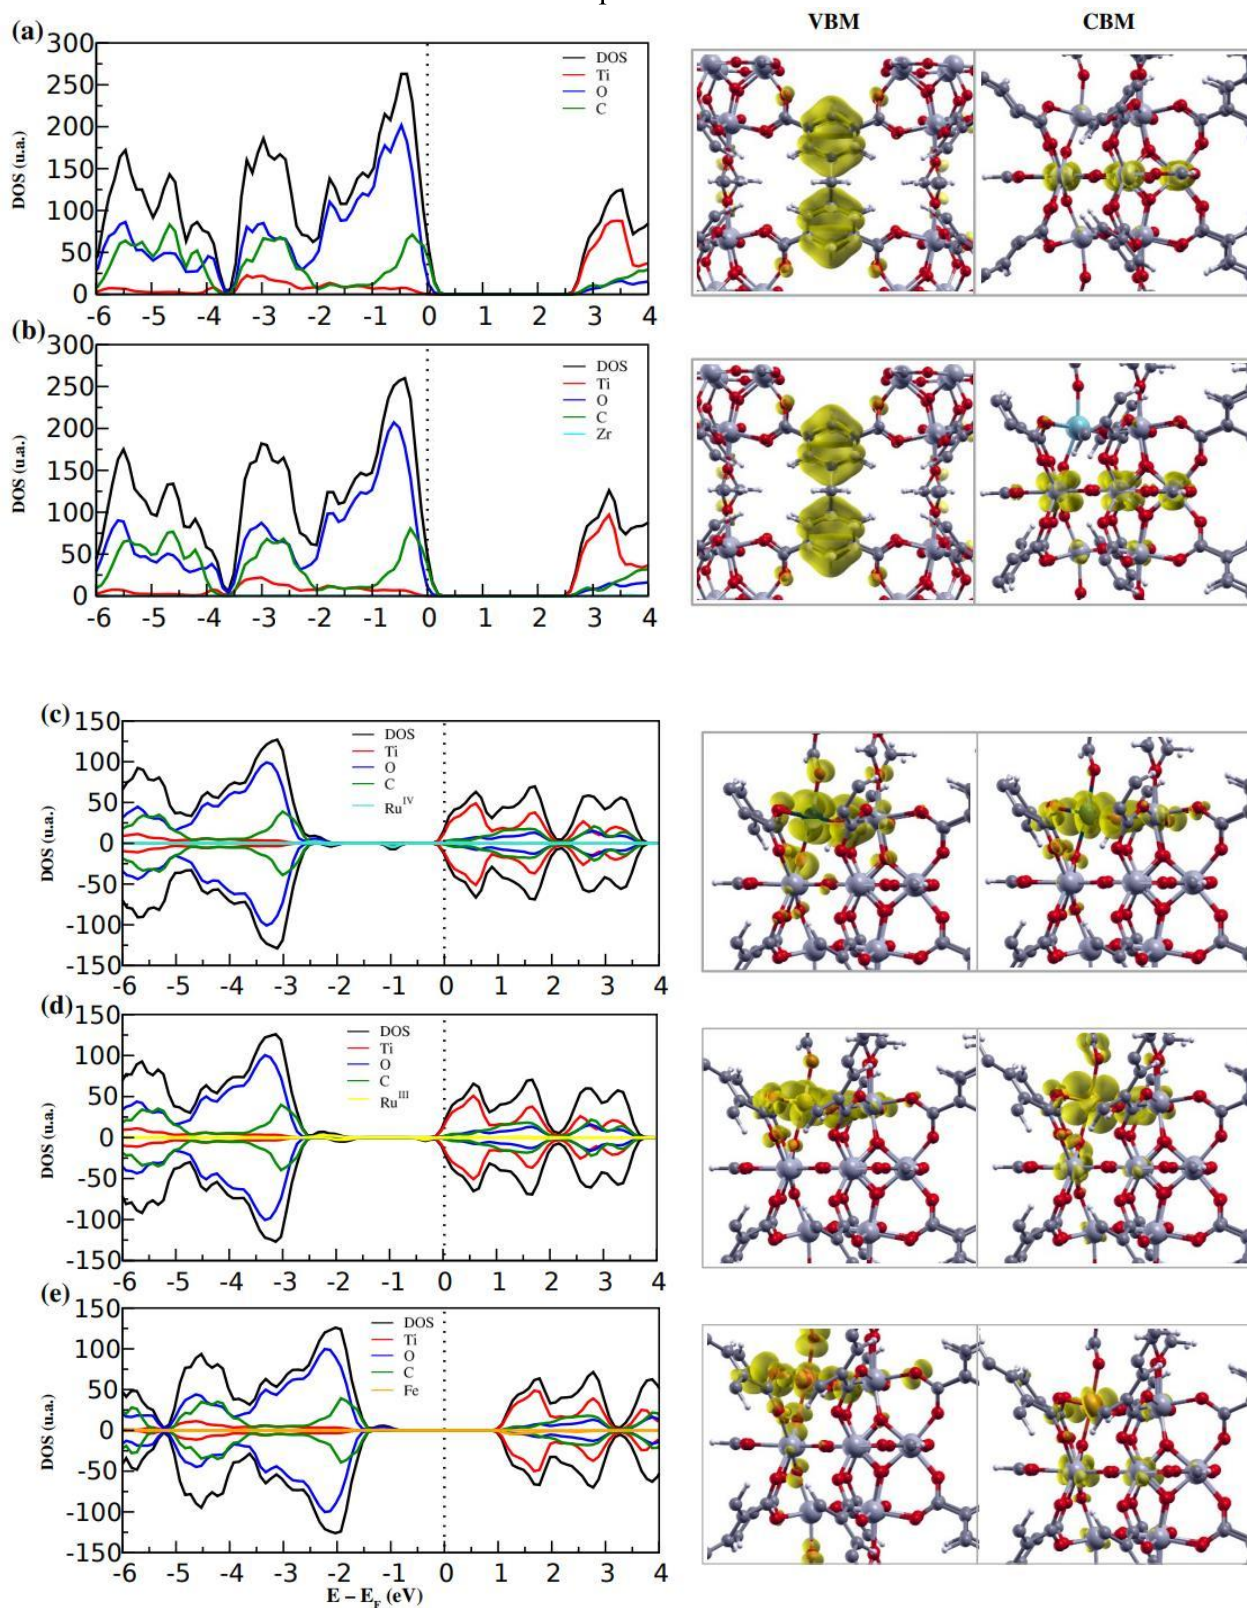 VBM CBM
(a)
300
250
200
150
100
50
0
DOS (u.a.)
DOS
Ti
O
C
-6 -5 -4 -3 -2 -1 0 1 2 3 4
(b)
300
250
200
150
100
50
0
DOS (u.a.)
DOS
Ti
O
C
Zr
-6 -5 -4 -3 -2 -1 0 1 2 3 4
(c)
150
100
50
0
-50
-100
-150
DOS (u.a.)
DOS
Ti
O
C
Ru^IV
-6 -5 -4 -3 -2 -1 0 1 2 3 4
(d)
150
100
50
0
-50
-100
-150
DOS (u.a.)
DOS
Ti
O
C
Ru^III
-6 -5 -4 -3 -2 -1 0 1 2 3 4
(e)
150
100
50
0
-50
-100
-150
DOS (u.a.)
DOS
Ti
O
C
Fe
-6 -5 -4 -3 -2 -1 0 1 2 3 4
E – E_F (eV)